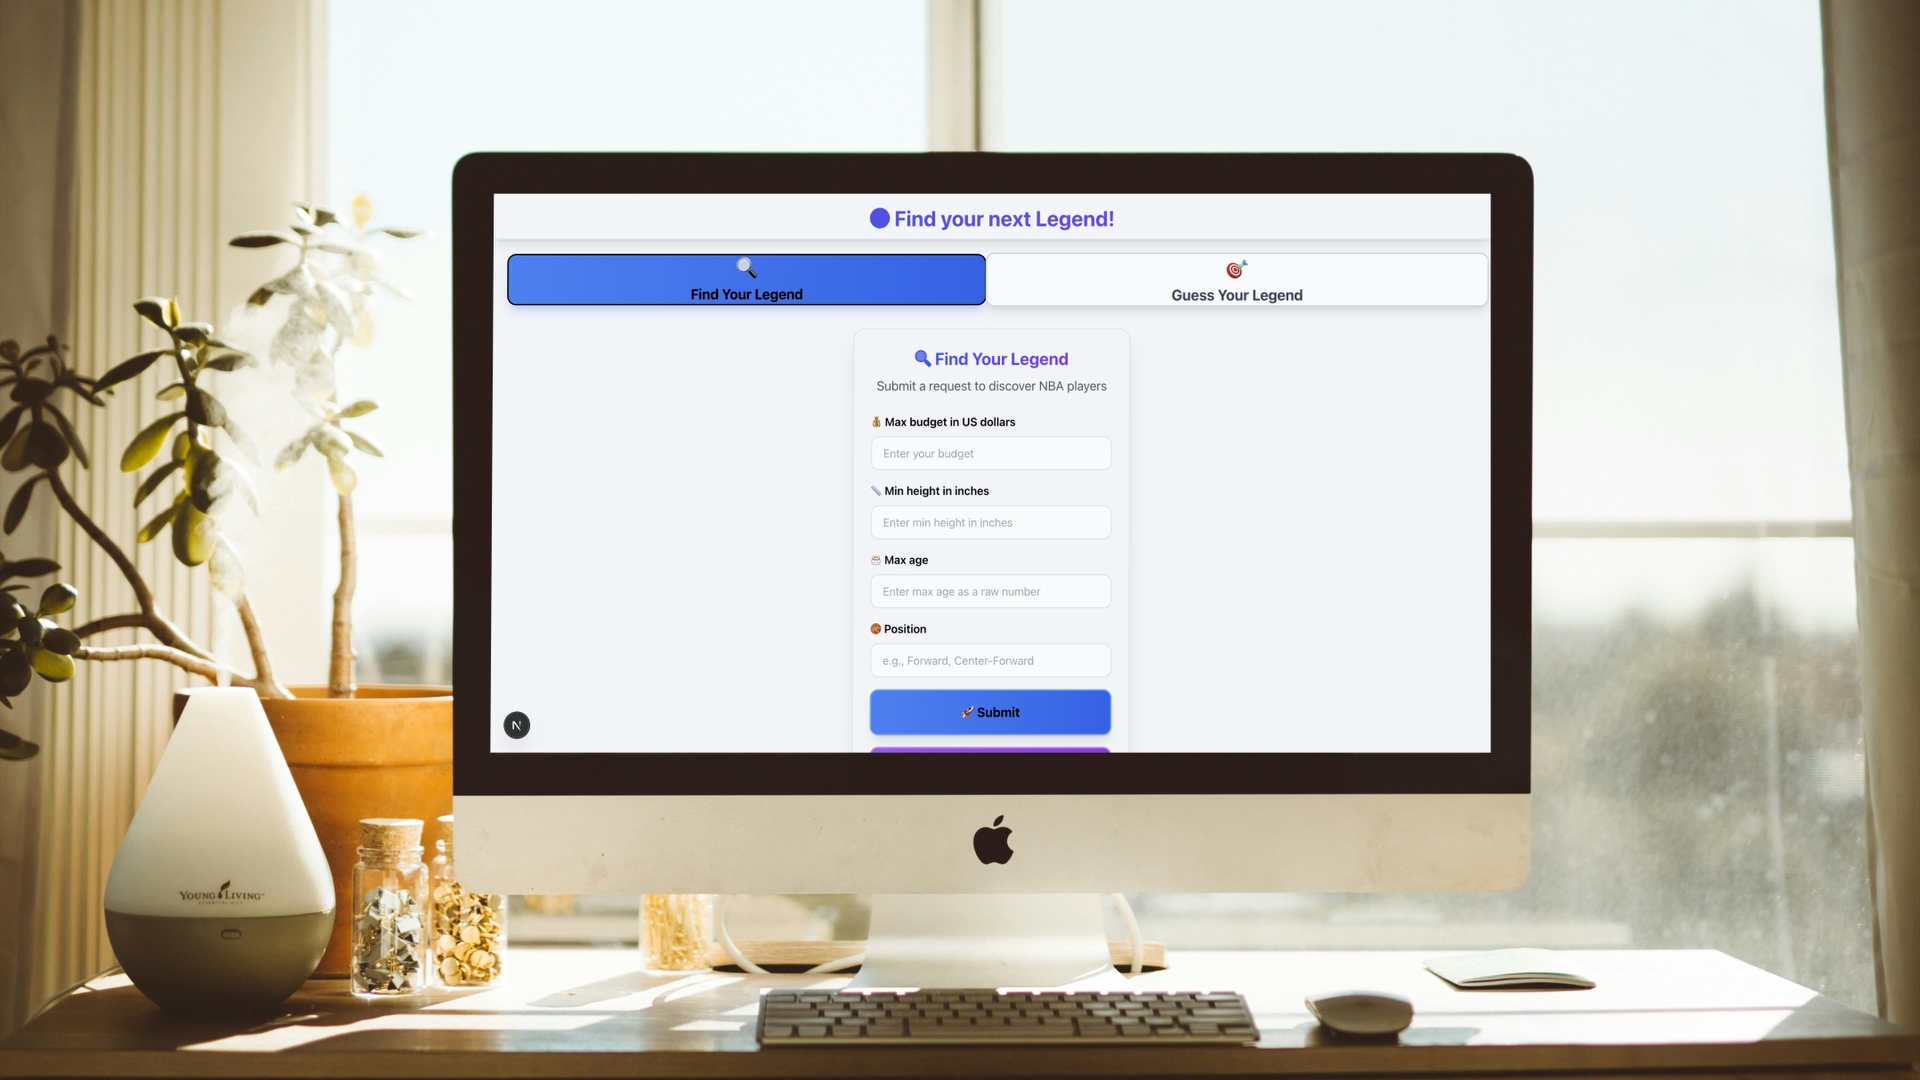 Find your next Legend!
Find Your Legend
Guess Your Legend
Find Your Legend
Submit a request to discover NBA players
Max budget in US dollars
Enter your budget
Min height in inches
Enter min height in inches
Max age
Enter max age as a raw number
Position
e.g., Forward, Center-Forward
Submit
N
YOUNG LIVING
ESSENTIAL OILS